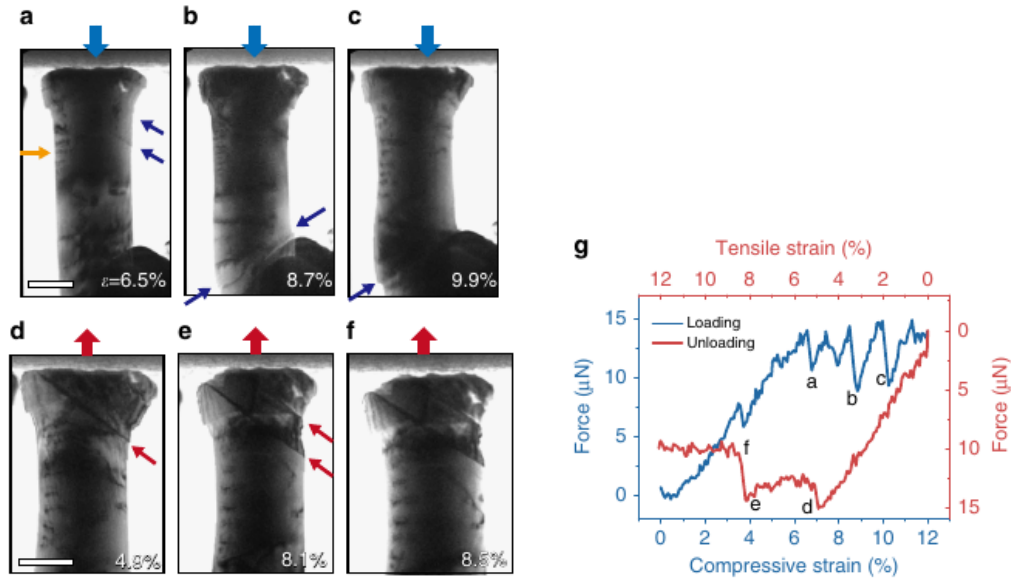 a
b
c
ε=6.5%
8.7%
9.9%
d
e
f
4.9%
8.1%
8.5%
g
Tensile strain (%)
12 10 8 6 4 2 0
15
10
5
0
Force (μN)
Loading
Unloading
a
b
c
d
e
f
0
5
10
15
Force (μN)
0 2 4 6 8 10 12
Compressive strain (%)